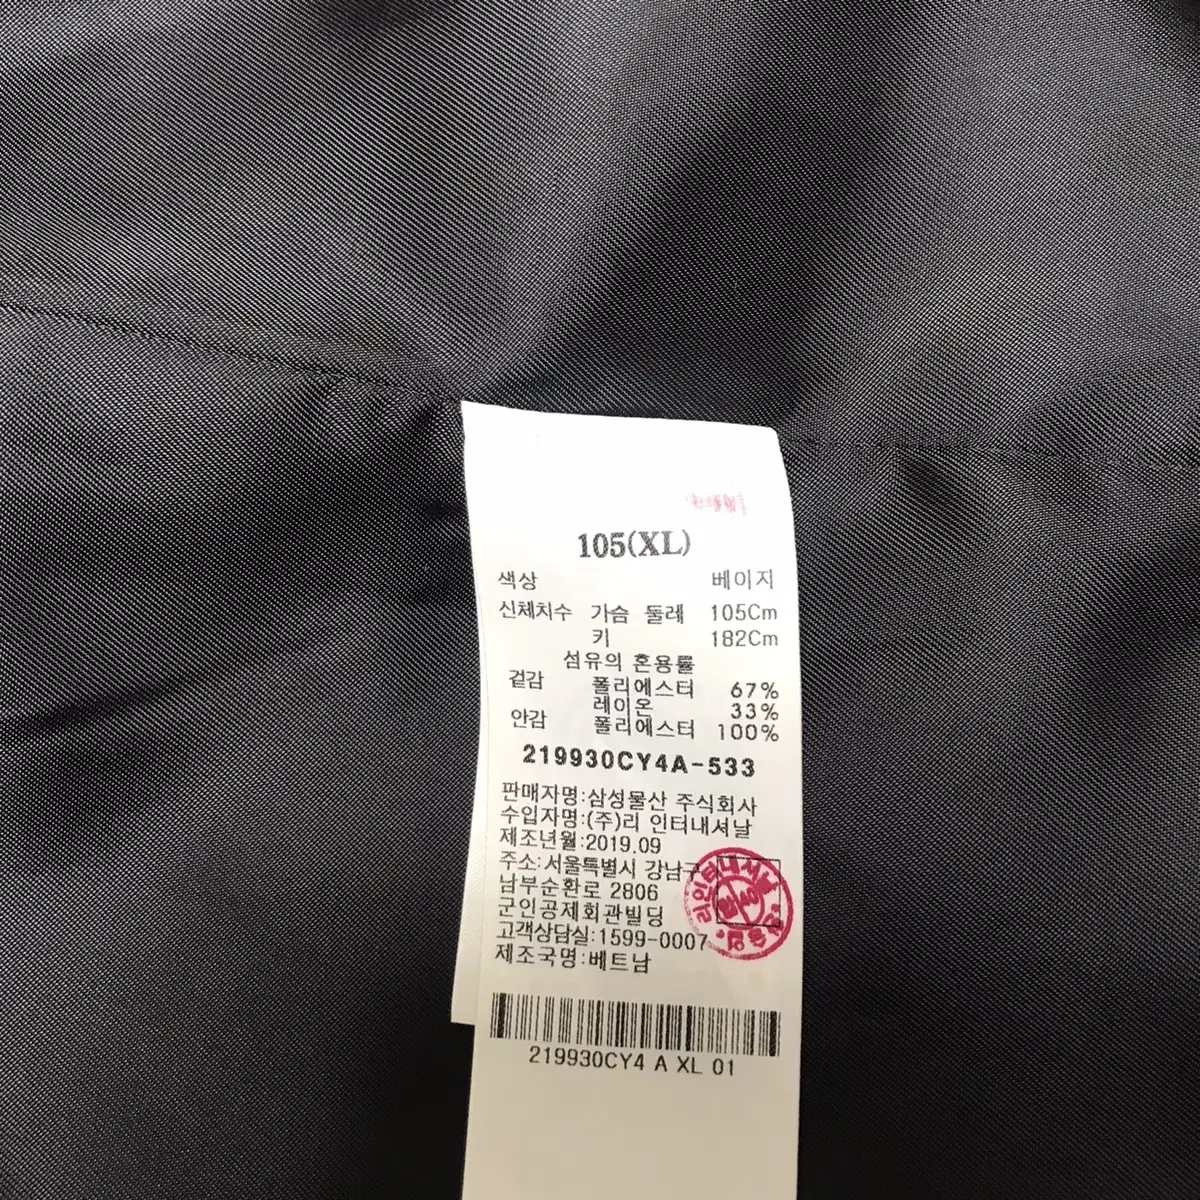 105(XL)
색상 베이지
신체치수 가슴 둘레 105Cm
키 182Cm
섬유의 혼용률
겉감 폴리에스터 67%
레이온 33%
안감 폴리에스터 100%
219930CY4A-533
판매자명:삼성물산 주식회사
수입자명:(주)리 인터내셔날
제조년월:2019.09
주소:서울특별시 강남구
남부순환로 2806
군인공제회관빌딩
고객상담실:1599-0007
제조국명:베트남
리인터내셔날
219930CY4 A XL 01